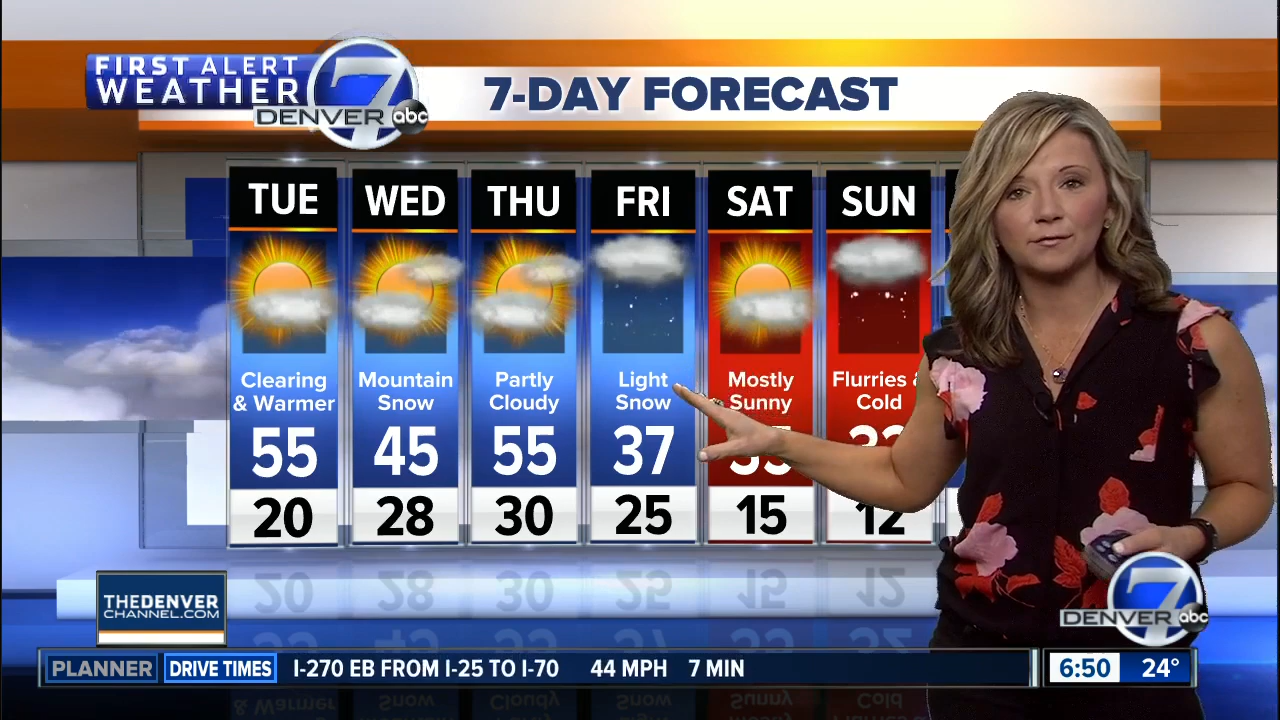 FIRST ALERT
WEATHER
7
DENVER abc
7-DAY FORECAST
TUE WED THU FRI SAT SUN
Clearing & Warmer
Mountain Snow
Partly Cloudy
Light Snow
Mostly Sunny
Flurries & Cold
55 45 55 37
20 28 30 25 15 12
THEDENVER
CHANNEL.COM
7
DENVER abc
PLANNER DRIVE TIMES I-270 EB FROM I-25 TO I-70 44 MPH 7 MIN 6:50 24°